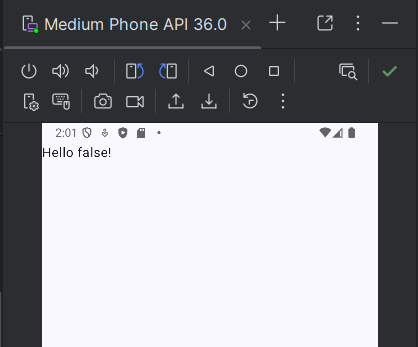 Medium Phone API 36.0
2:01
Hello false!